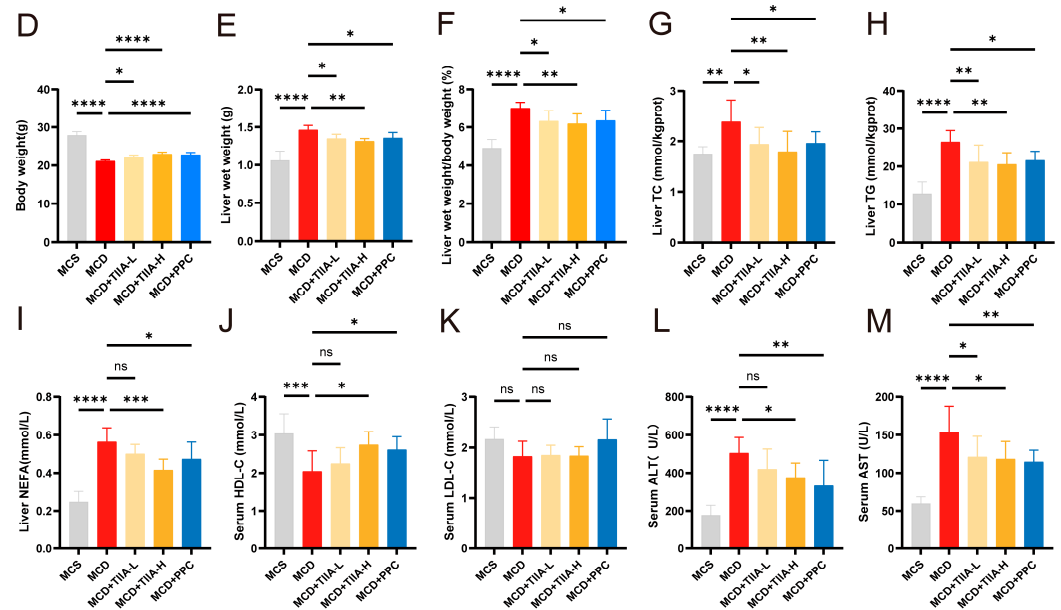 D
****
*
****
****
Body weight(g)
40
30
20
10
0
MCS
MCD
MCD+TIIA-L
MCD+TIIA-H
MCD+PPC
E
*
*
****
**
Liver wet weight (g)
2.0
1.5
1.0
0.5
0.0
MCS
MCD
MCD+TIIA-L
MCD+TIIA-H
MCD+PPC
F
*
*
****
**
Liver wet weight/body weight (%)
8
6
4
2
0
MCS
MCD
MCD+TIIA-L
MCD+TIIA-H
MCD+PPC
G
*
**
**
*
Liver TC (mmol/kgprot)
3
2
1
0
MCS
MCD
MCD+TIIA-L
MCD+TIIA-H
MCD+PPC
H
*
**
****
**
Liver TG (mmol/kgprot)
40
30
20
10
0
MCS
MCD
MCD+TIIA-L
MCD+TIIA-H
MCD+PPC
I
*
ns
****
***
Liver NEFA(mmol/L)
0.8
0.6
0.4
0.2
0.0
MCS
MCD
MCD+TIIA-L
MCD+TIIA-H
MCD+PPC
J
*
ns
***
*
Serum HDL-C (mmol/L)
4
3
2
1
0
MCS
MCD
MCD+TIIA-L
MCD+TIIA-H
MCD+PPC
K
ns
ns
ns
ns
Serum LDL-C (mmol/L)
3
2
1
0
MCS
MCD
MCD+TIIA-L
MCD+TIIA-H
MCD+PPC
L
**
ns
****
*
Serum ALT( U/L)
800
600
400
200
0
MCS
MCD
MCD+TIIA-L
MCD+TIIA-H
MCD+PPC
M
**
*
****
*
Serum AST (U/L)
200
150
100
50
0
MCS
MCD
MCD+TIIA-L
MCD+TIIA-H
MCD+PPC